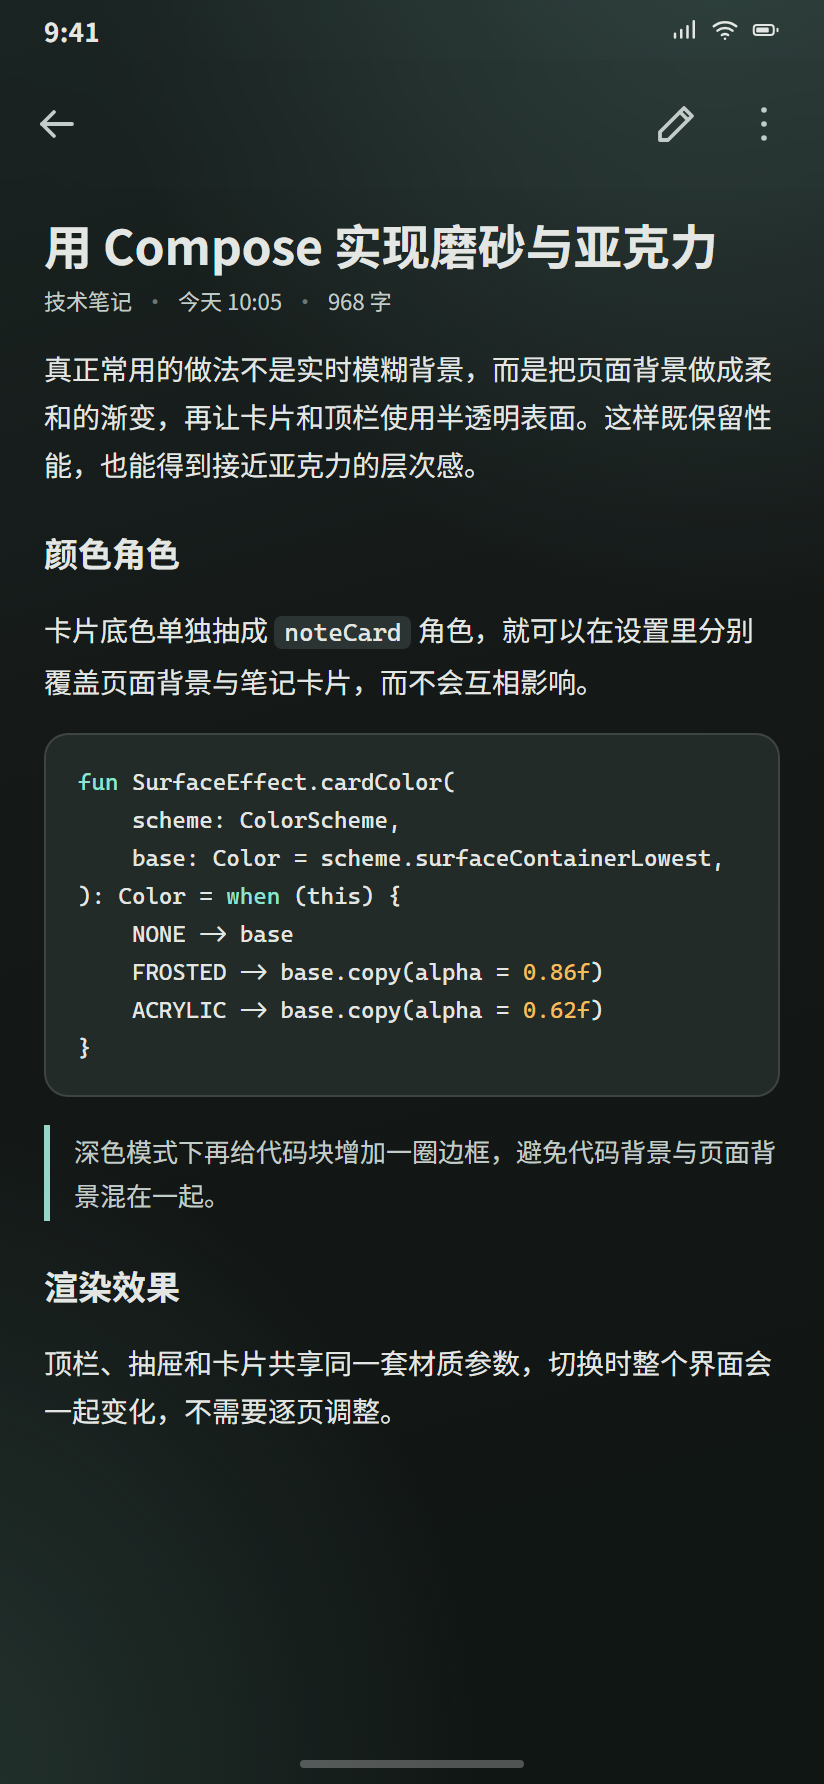 9:41
用 Compose 实现磨砂与亚克力
技术笔记 • 今天 10:05 • 968 字
真正常用的做法不是实时模糊背景，而是把页面背景做成柔
和的渐变，再让卡片和顶栏使用半透明表面。这样既保留性
能，也能得到接近亚克力的层次感。
颜色角色
卡片底色单独抽成 noteCard 角色，就可以在设置里分别
覆盖页面背景与笔记卡片，而不会互相影响。
fun SurfaceEffect.cardColor(
    scheme: ColorScheme,
    base: Color = scheme.surfaceContainerLowest,
): Color = when (this) {
    NONE -> base
    FROSTED -> base.copy(alpha = 0.86f)
    ACRYLIC -> base.copy(alpha = 0.62f)
}
深色模式下再给代码块增加一圈边框，避免代码背景与页面背
景混在一起。
渲染效果
顶栏、抽屉和卡片共享同一套材质参数，切换时整个界面会
一起变化，不需要逐页调整。